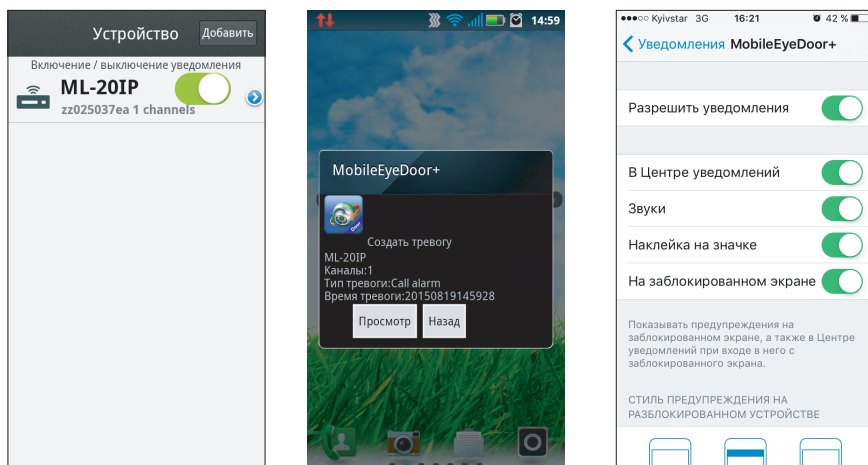 Устройство
Добавить
Включение / выключение уведомления
ML-20IP
zz025037ea 1 channels
14:59
MobileEyeDoor+
Door
Создать тревогу
ML-20IP
Каналы:1
Тип тревоги:Call alarm
Время тревоги:20150819145928
Просмотр
Назад
Kyivstar 3G 16:21 42 %
Уведомления MobileEyeDoor+
Разрешить уведомления
В Центре уведомлений
Звуки
Наклейка на значке
На заблокированном экране
Показывать предупреждения на
заблокированном экране, а также в Центре
уведомлений при входе в него с
заблокированного экрана.
СТИЛЬ ПРЕДУПРЕЖДЕНИЯ НА
РАЗБЛОКИРОВАННОМ УСТРОЙСТВЕ